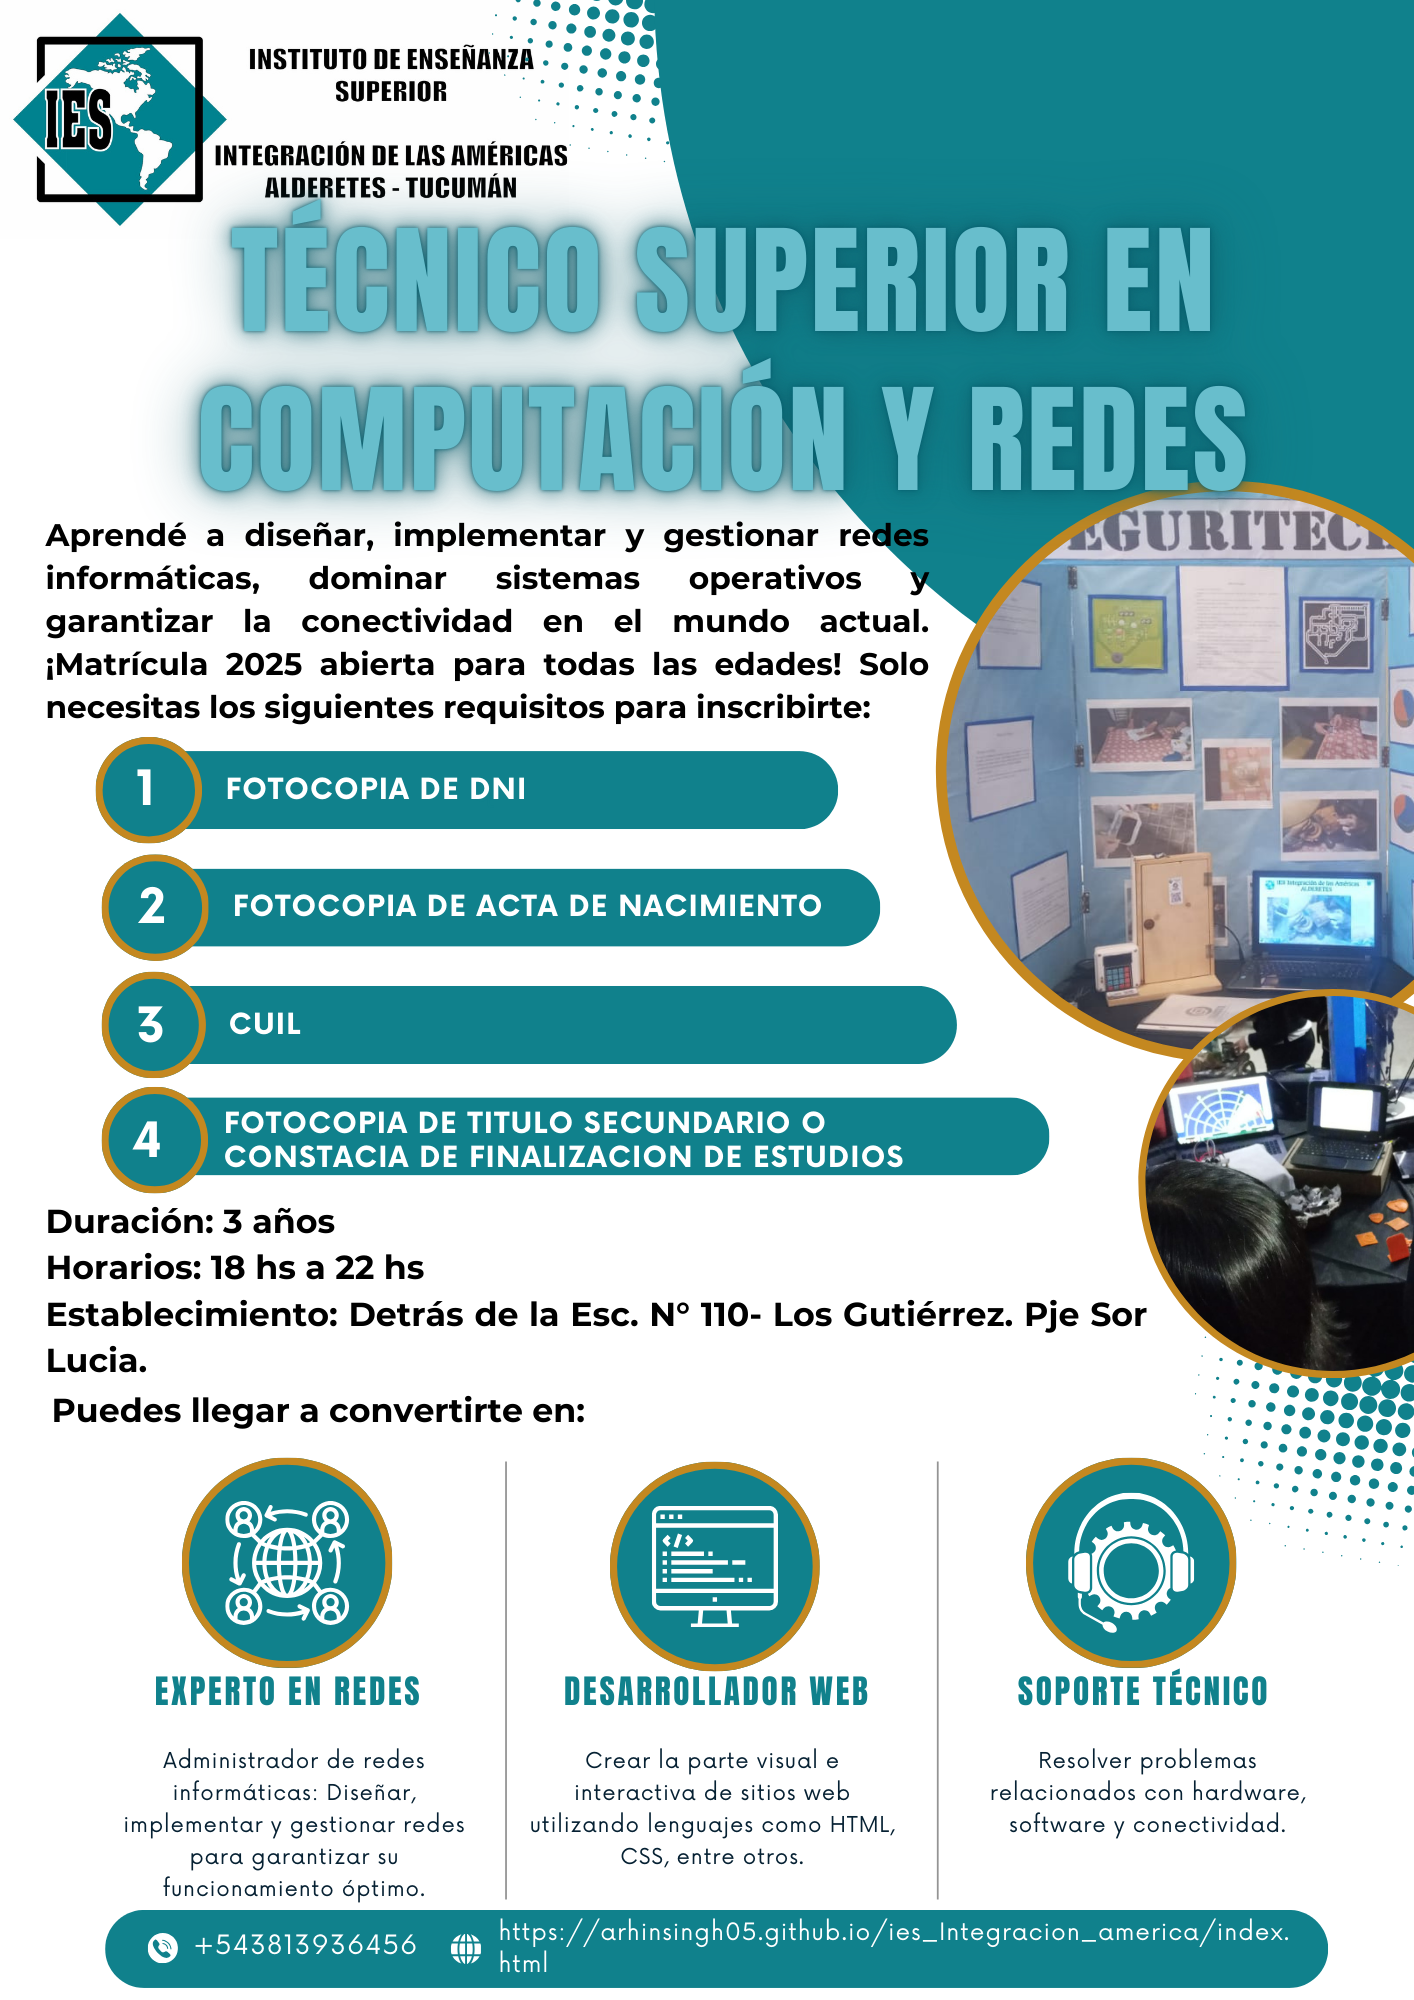 IES
INSTITUTO DE ENSEÑANZA
SUPERIOR
INTEGRACIÓN DE LAS AMÉRICAS
ALDERETES - TUCUMÁN
TÉCNICO SUPERIOR EN
COMPUTACIÓN Y REDES
Aprendé a diseñar, implementar y gestionar redes
informáticas, dominar sistemas operativos y
garantizar la conectividad en el mundo actual.
¡Matrícula 2025 abierta para todas las edades! Solo
necesitas los siguientes requisitos para inscribirte:
EGURITEC
IES Integración de las Américas
ALDERETES
1
FOTOCOPIA DE DNI
2
FOTOCOPIA DE ACTA DE NACIMIENTO
3
CUIL
4
FOTOCOPIA DE TITULO SECUNDARIO O
CONSTACIA DE FINALIZACION DE ESTUDIOS
Duración: 3 años
Horarios: 18 hs a 22 hs
Establecimiento: Detrás de la Esc. N° 110- Los Gutiérrez. Pje Sor
Lucia.
Puedes llegar a convertirte en:
EXPERTO EN REDES
Administrador de redes
informáticas: Diseñar,
implementar y gestionar redes
para garantizar su
funcionamiento óptimo.
</>
DESARROLLADOR WEB
Crear la parte visual e
interactiva de sitios web
utilizando lenguajes como HTML,
CSS, entre otros.
SOPORTE TÉCNICO
Resolver problemas
relacionados con hardware,
software y conectividad.
+543813936456
https://arhinsingh05.github.io/ies_Integracion_america/index.
html